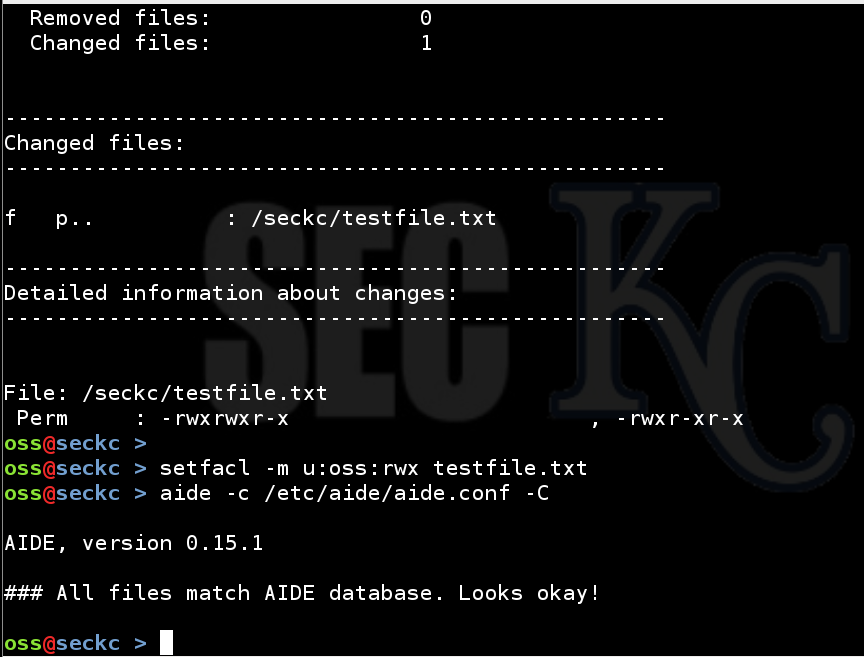 Removed files: 0
Changed files: 1
---------------------------------------------------
Changed files:
---------------------------------------------------
f   p..          : /seckc/testfile.txt
---------------------------------------------------
Detailed information about changes:
---------------------------------------------------
File: /seckc/testfile.txt
Perm     : -rwxrwxr-x                       , -rwxr-xr-x
oss@seckc >
oss@seckc > setfacl -m u:oss:rwx testfile.txt
oss@seckc > aide -c /etc/aide/aide.conf -C
AIDE, version 0.15.1
### All files match AIDE database. Looks okay!
oss@seckc >
SEC KC